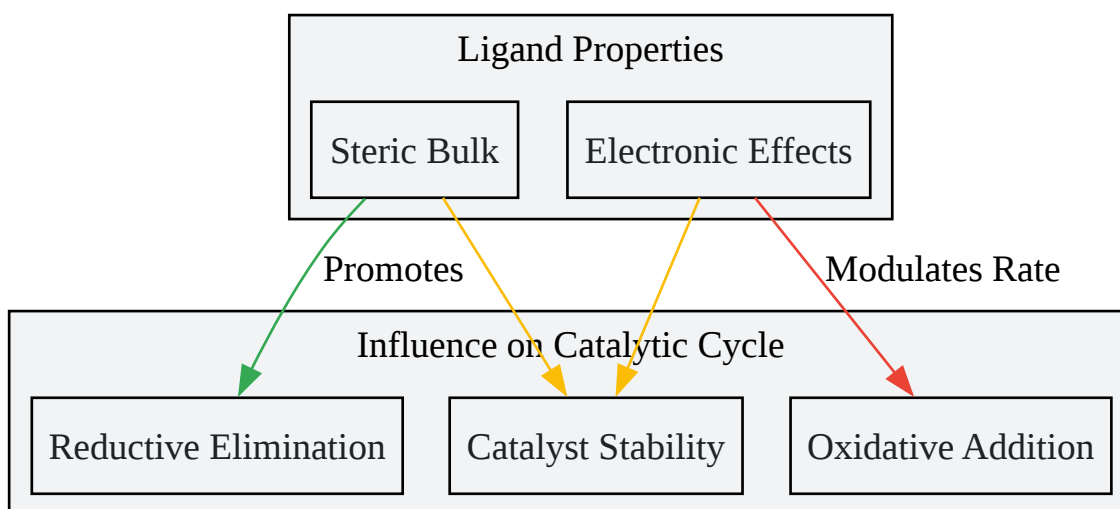 Ligand Properties
Steric Bulk
Electronic Effects
Promotes
Modulates Rate
Influence on Catalytic Cycle
Reductive Elimination
Catalyst Stability
Oxidative Addition